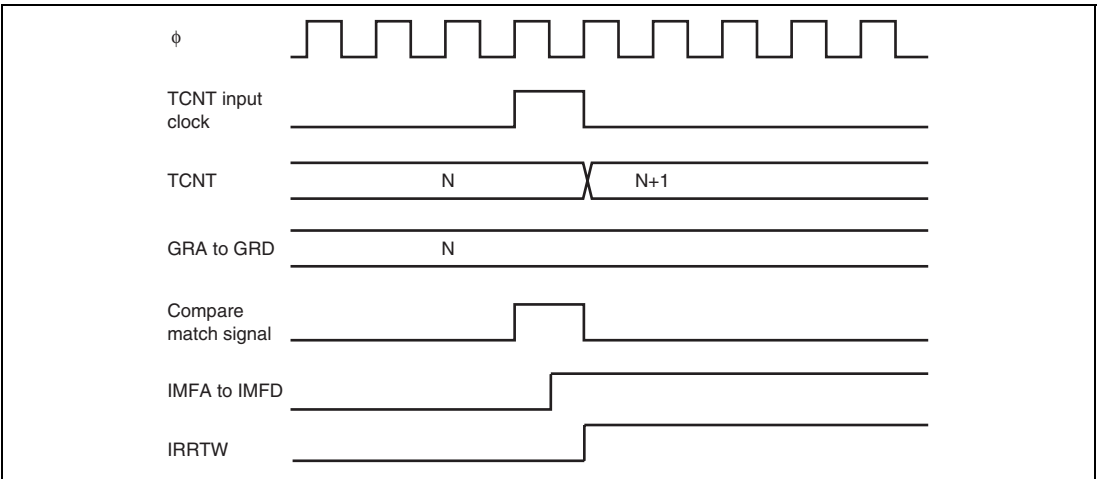 ϕ
TCNT input
clock
TCNT
N
N+1
GRA to GRD
N
Compare
match signal
IMFA to IMFD
IRRTW